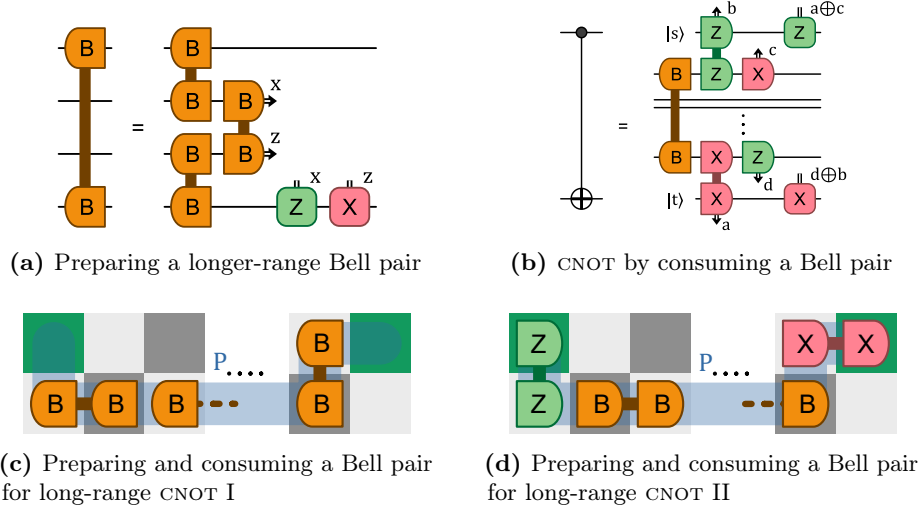 B
B
=
B
B
B
B
B
B
x
z
x
z
Z
X
b
a⊕c
|s⟩
Z
Z
c
B
Z
X
=
B
X
Z
d
d⊕b
|t⟩
X
X
a
(a) Preparing a longer-range Bell pair
(b) CNOT by consuming a Bell pair
P
B
B
B
B
B
Z
Z
B
B
P
X
X
B
(c) Preparing and consuming a Bell pair
for long-range CNOT I
(d) Preparing and consuming a Bell pair
for long-range CNOT II